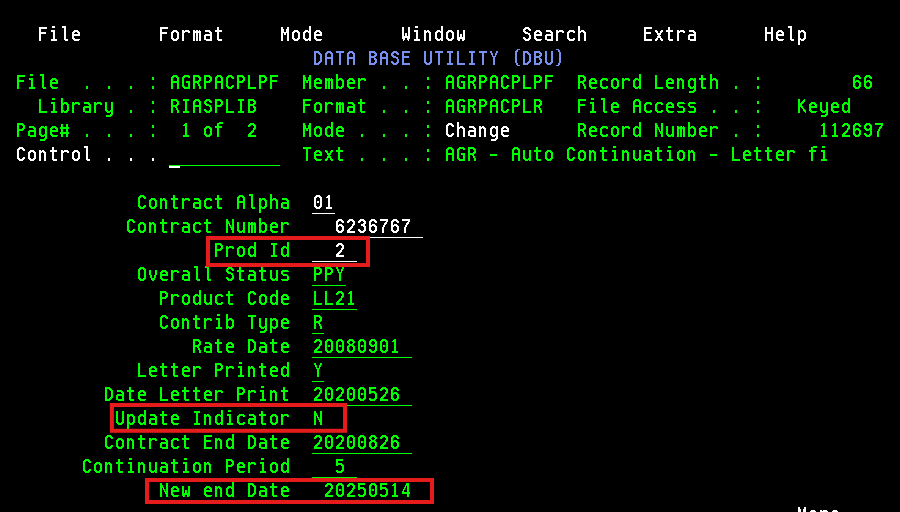 File Format Mode Window Search Extra Help
DATA BASE UTILITY (DBU)
File . . . : AGRPACPLPF Member . . : AGRPACPLPF Record Length . : 66
Library . : RIASPLIB Format . . : AGRPACPLR File Access . . : Keyed
Page# . . . : 1 of 2 Mode . . . : Change Record Number . : 112697
Control . . . Text . . . : AGR - Auto Continuation - Letter fi
Contract Alpha 01
Contract Number 6236767
Prod Id 2
Overall Status PPY
Product Code LL21
Contrib Type R
Rate Date 20080901
Letter Printed Y
Date Letter Print 20200526
Update Indicator N
Contract End Date 20200826
Continuation Period 5
New end Date 20250514